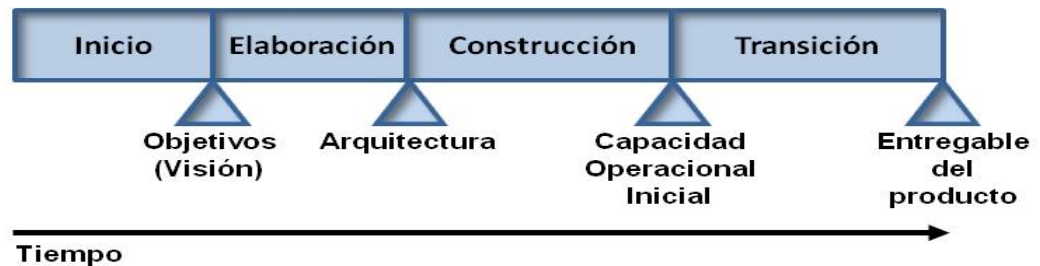 Inicio
Elaboración
Construcción
Transición
Objetivos
(Visión)
Arquitectura
Capacidad
Operacional
Inicial
Entregable
del
producto
Tiempo